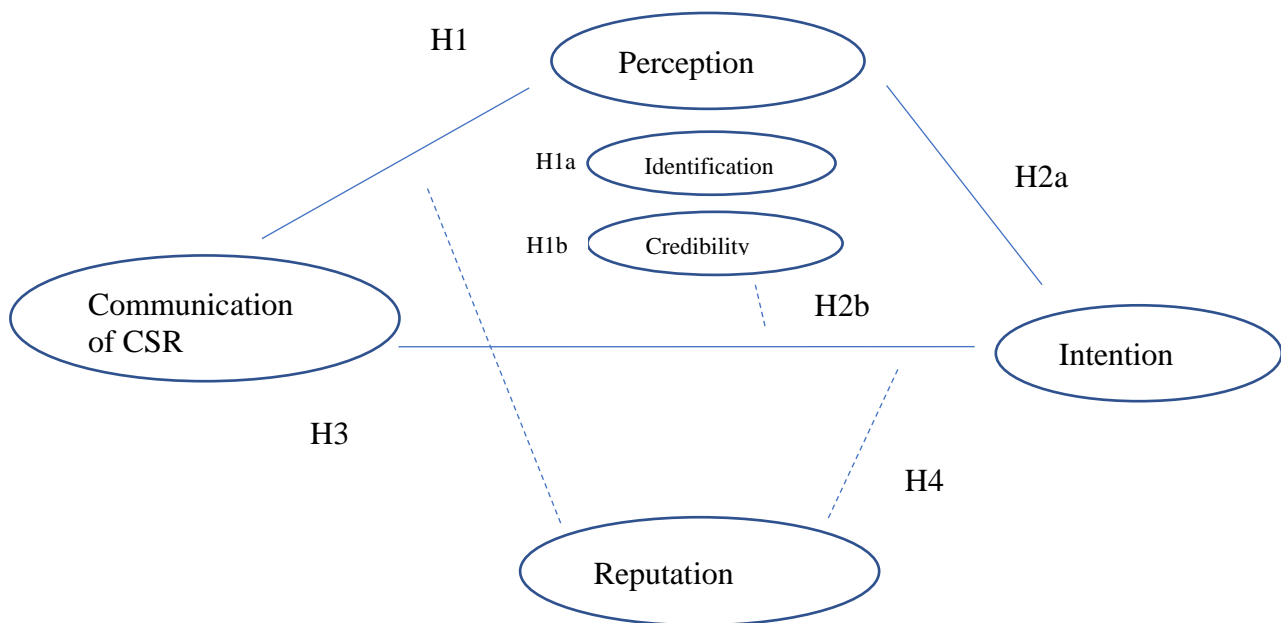 H1
Perception
H1a
Identification
H2a
H1b
Credibility
Communication
of CSR
H2b
Intention
H3
H4
Reputation